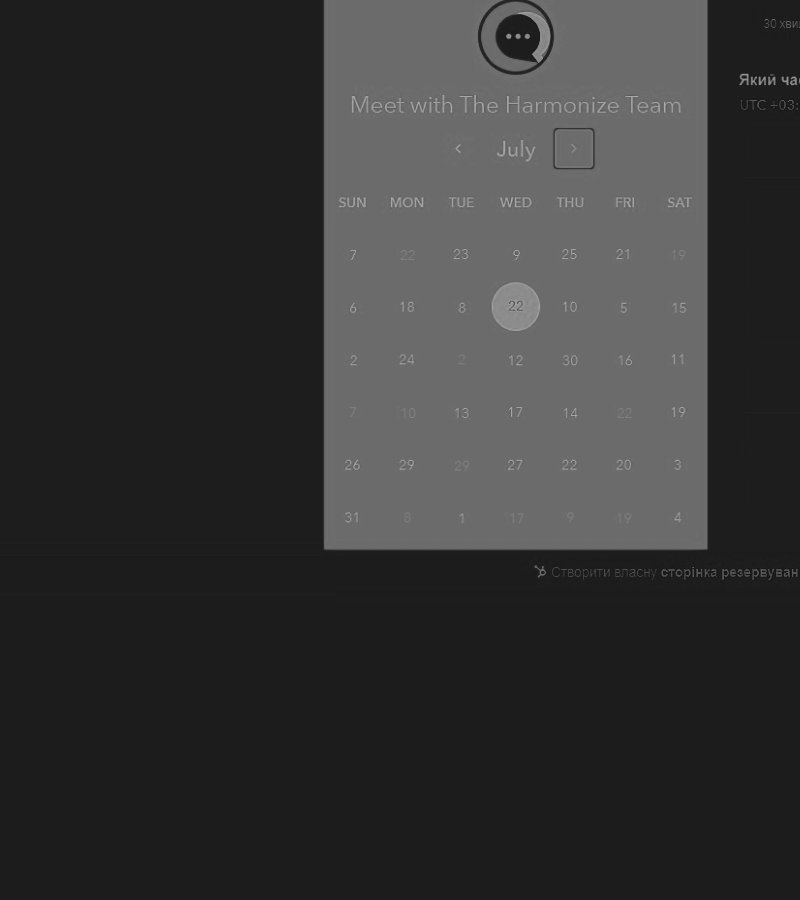 30 хви
Meet with The Harmonize Team
Який ча
UTC +03:
July
SUN MON TUE WED THU FRI SAT
7 22 23 9 25 21 19
6 18 8 22 10 5 15
2 24 2 12 30 16 11
7 10 13 17 14 22 19
26 29 29 27 22 20 3
31 8 1 17 9 19 4
Створити власну сторінка резервуван